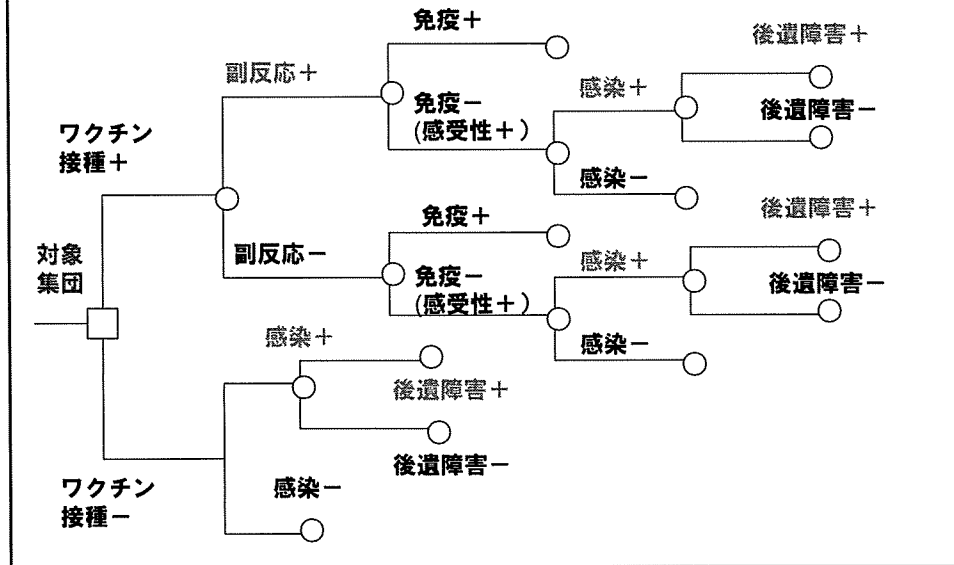 免疫＋
後遺障害＋
副反応＋
感染＋
免疫－
(感受性＋)
後遺障害－
ワクチン
接種＋
感染－
免疫＋
後遺障害＋
対象
集団
副反応－
感染＋
免疫－
(感受性＋)
後遺障害－
感染＋
感染－
後遺障害＋
後遺障害－
ワクチン
接種－
感染－